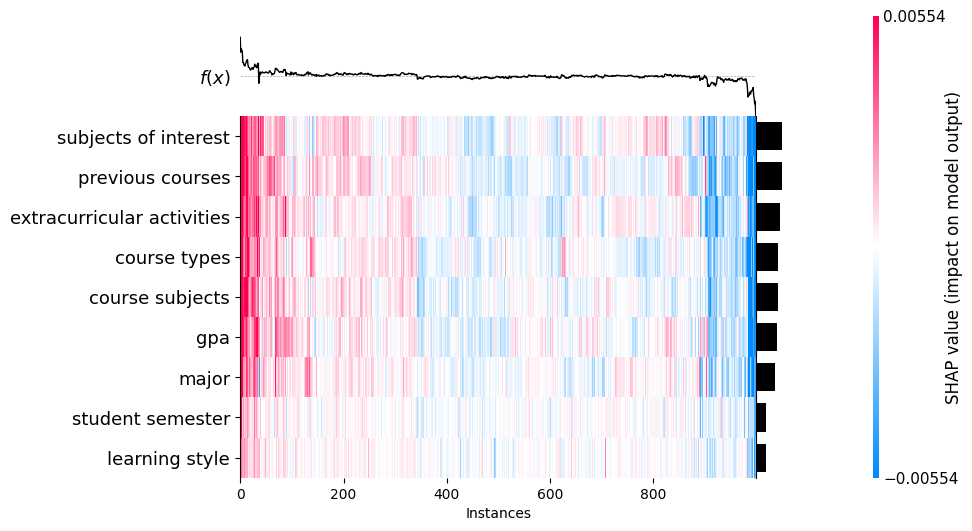 0.00554
f(x)
subjects of interest
previous courses
extracurricular activities
course types
course subjects
gpa
major
student semester
learning style
−0.00554
0 200 400 600 800
Instances
SHAP value (impact on model output)